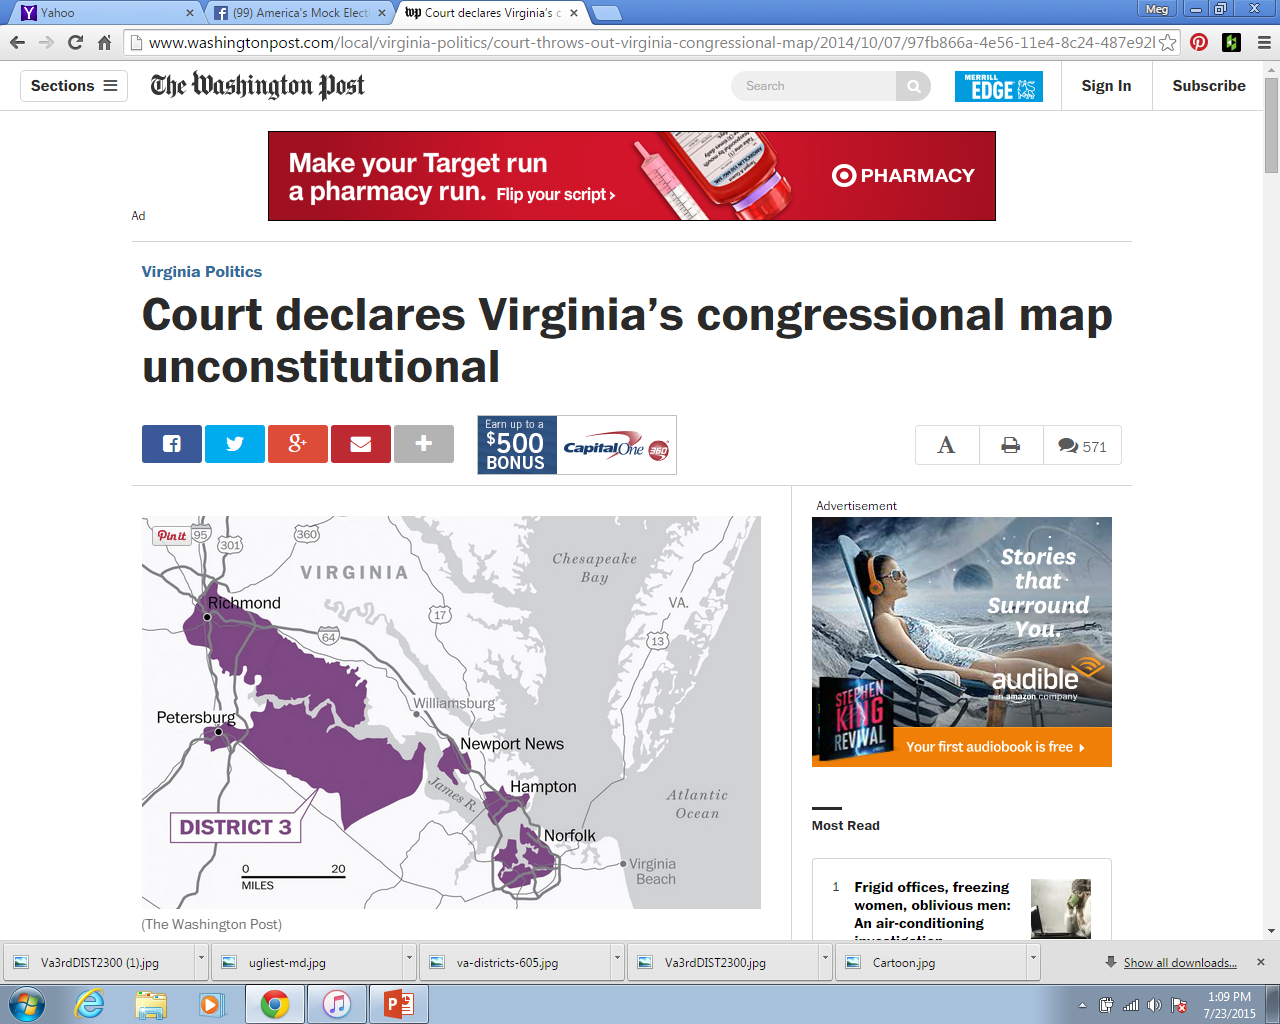 Yahoo
(99) America's Mock Electi
Court declares Virginia's c
Meg
www.washingtonpost.com/local/virginia-politics/court-throws-out-virginia-congressional-map/2014/10/07/97fb866a-4e56-11e4-8c24-487e92l
Sections
The Washington Post
Search
MERRILL
EDGE
Sign In
Subscribe
Make your Target run
a pharmacy run. Flip your script ›
PHARMACY
Ad
Virginia Politics
Court declares Virginia's congressional map
unconstitutional
Earn up to a
$500
BONUS
CapitalOne 360
A
571
Pin it
95
301
360
VIRGINIA
Chesapeake
Bay
Richmond
64
17
VA.
13
Williamsburg
Petersburg
Newport News
James R.
Hampton
Atlantic
Ocean
DISTRICT 3
Norfolk
Virginia
Beach
0 20
MILES
(The Washington Post)
Advertisement
Stories
that
Surround
You.
audible
an amazon company
STEPHEN
KING
REVIVAL
Your first audiobook is free
Most Read
1
Frigid offices, freezing
women, oblivious men:
An air-conditioning
investigation
Va3rdDIST2300 (1).jpg
ugliest-md.jpg
va-districts-605.jpg
Va3rdDIST2300.jpg
Cartoon.jpg
Show all downloads...
1:09 PM
7/23/2015